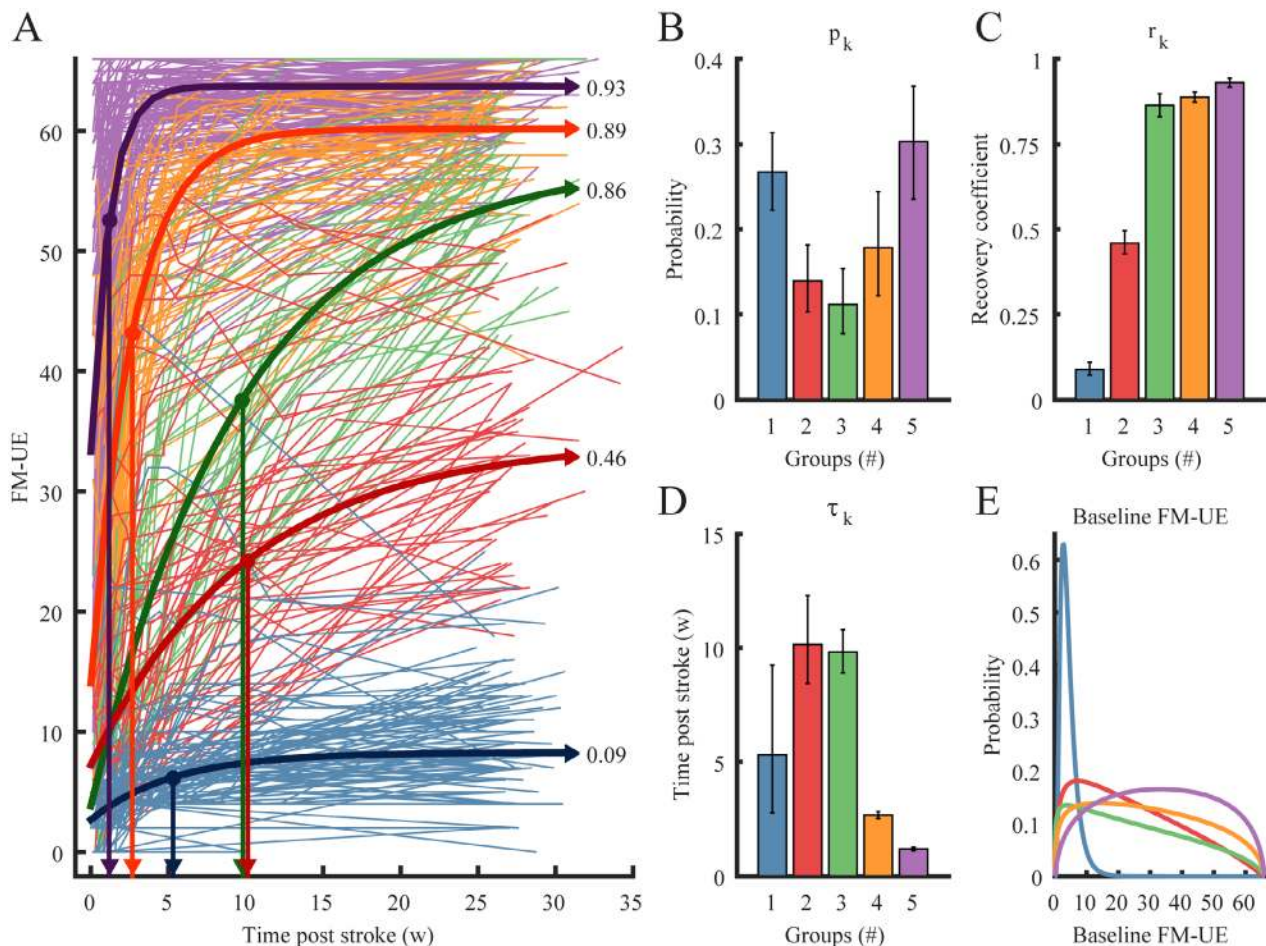 A
FM-UE
60
50
40
30
20
10
0
0 5 10 15 20 25 30 35
Time post stroke (w)
0.93
0.89
0.86
0.46
0.09
B
p k
Probability
0.4
0.3
0.2
0.1
0
1 2 3 4 5
Groups (#)
C
r k
Recovery coefficient
1
0.75
0.5
0.25
0
1 2 3 4 5
Groups (#)
D
τ k
Time post stroke (w)
15
10
5
0
1 2 3 4 5
Groups (#)
E
Baseline FM-UE
Probability
0.6
0.5
0.4
0.3
0.2
0.1
0
0 10 20 30 40 50 60
Baseline FM-UE